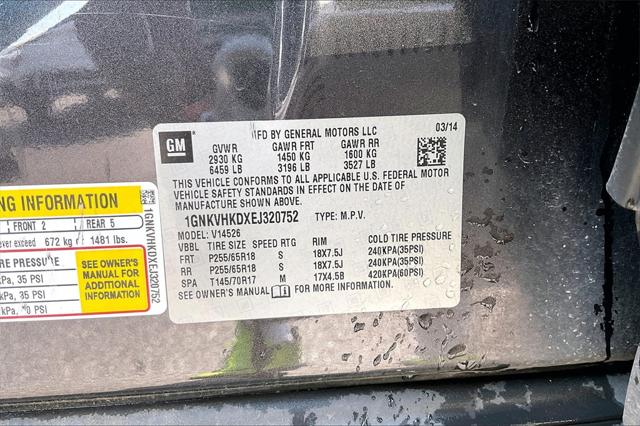 GM
MFD BY GENERAL MOTORS LLC 03/14
GVWR GAWR FRT GAWR RR
2930 KG 1450 KG 1600 KG
6459 LB 3196 LB 3527 LB
THIS VEHICLE CONFORMS TO ALL APPLICABLE U.S. FEDERAL MOTOR
VEHICLE SAFETY STANDARDS IN EFFECT ON THE DATE OF
MANUFACTURE SHOWN ABOVE.
1GNKVHKDXEJ320752 TYPE: M.P.V.
MODEL: V14526
VBBL TIRE SIZE SPEED RTG RIM COLD TIRE PRESSURE
FRT P255/65R18 S 18X7.5J 240KPA(35PSI)
RR P255/65R18 S 18X7.5J 240KPA(35PSI)
SPA T145/70R17 M 17X4.5B 420KPA(60PSI)
SEE OWNER'S MANUAL FOR MORE INFORMATION.
NG INFORMATION
FRONT 2 REAR 5
ever exceed 672 kg 1481 lbs.
RE PRESSURE
kPa, 35 PSI
kPa, 35 PSI
kPa, 0 PSI
SEE OWNER'S
MANUAL FOR
ADDITIONAL
INFORMATION
1GNKVHKDXEJ320752